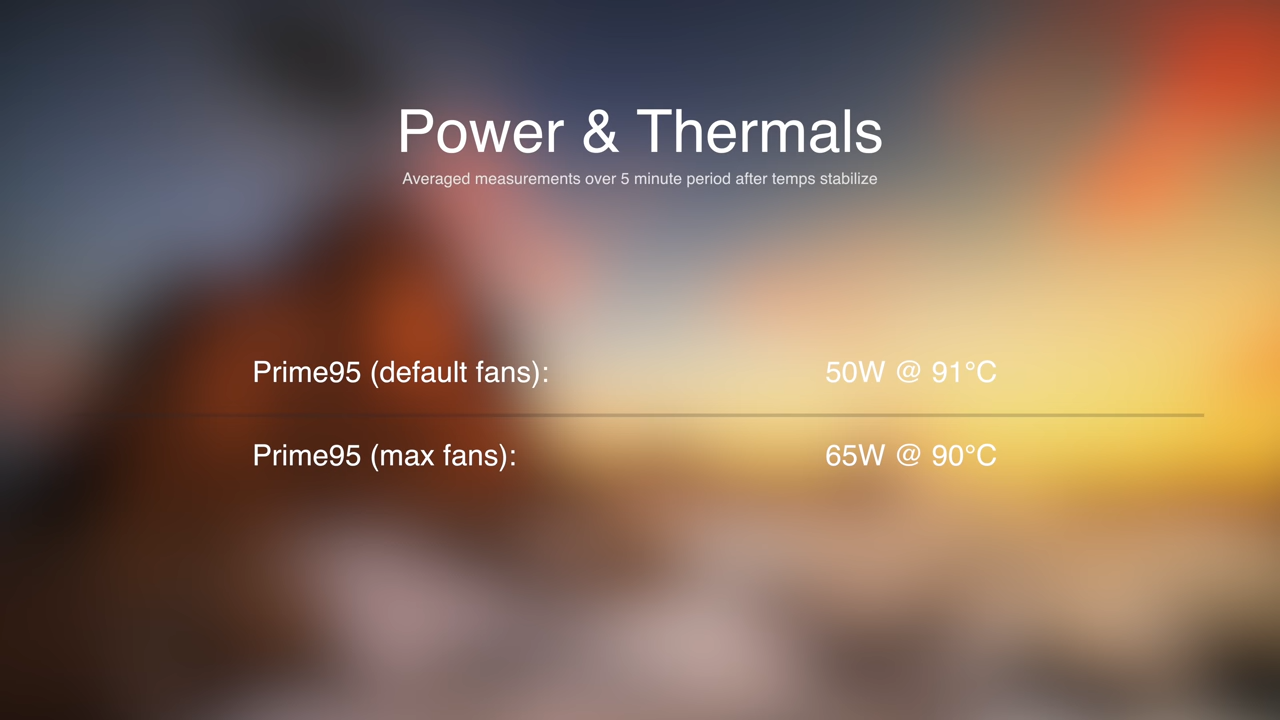 Power & Thermals
Averaged measurements over 5 minute period after temps stabilize
Prime95 (default fans): 50W @ 91°C
Prime95 (max fans): 65W @ 90°C